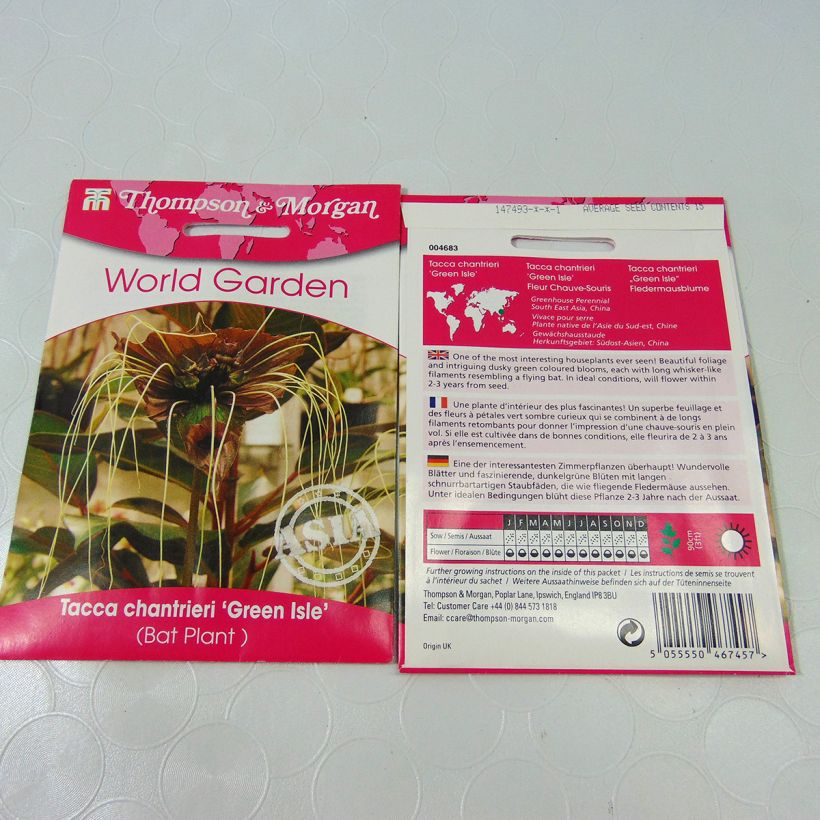 Thompson & Morgan
World Garden
ASIA
Tacca chantrieri 'Green Isle'
(Bat Plant )
147493-x-x-1 AVERAGE SEED CONTENTS 15
004683
Tacca chantrieri
'Green Isle'
Tacca chantrieri
'Green Isle'
Fleur Chauve-Souris
Tacca chantrieri
„Green Isle"
Fledermausblume
Greenhouse Perennial
South East Asia, China
Vivace pour serre
Plante native de l'Asie du Sud-est, Chine
Gewächshausstaude
Herkunftsgebiet: Südost-Asien, China
One of the most interesting houseplants ever seen! Beautiful foliage
and intriguing dusky green coloured blooms, each with long whisker-like
filaments resembling a flying bat. In ideal conditions, will flower within
2-3 years from seed.
Une plante d'intérieur des plus fascinantes! Un superbe feuillage et
des fleurs à pétales vert sombre curieux qui se combinent à de longs
filaments retombants pour donner l'impression d'une chauve-souris en plein
vol. Si elle est cultivée dans de bonnes conditions, elle fleurira de 2 à 3 ans
après l'ensemencement.
Eine der interessantesten Zimmerpflanzen überhaupt! Wundervolle
Blätter und faszinierende, dunkelgrüne Blüten mit langen
schnurrbartartigen Staubfäden, die wie fliegende Fledermäuse aussehen.
Unter idealen Bedingungen blüht diese Pflanze 2-3 Jahre nach der Aussaat.
J F M A M J J A S O N D
Sow / Semis / Aussaat
Flower / Floraison / Blüte
90cm
(3ft)
Further growing instructions on the inside of this packet / Les instructions de semis se trouvent
à l'intérieur du sachet / Weitere Aussaathinweise befinden sich auf der Tüteninnenseite
Thompson & Morgan, Poplar Lane, Ipswich, England IP8 3BU
Tel: Customer Care +44 (0) 844 573 1818
Email: ccare@thompson-morgan.com
Origin UK
5 055550 467457 >